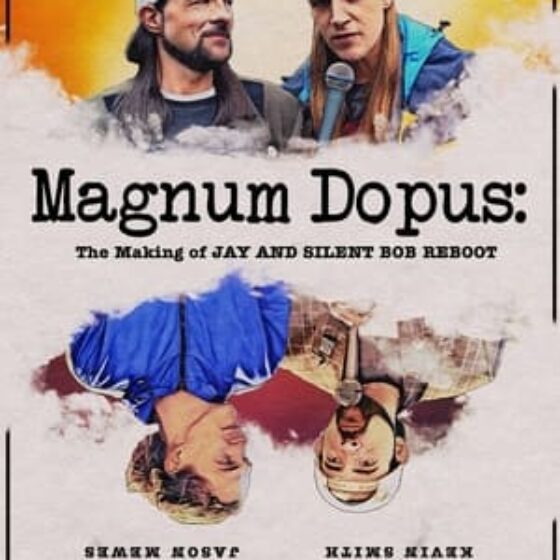 Magnum Dopus:
The Making of JAY AND SILENT BOB REBOOT
JASON MEWES KEVIN SMITH